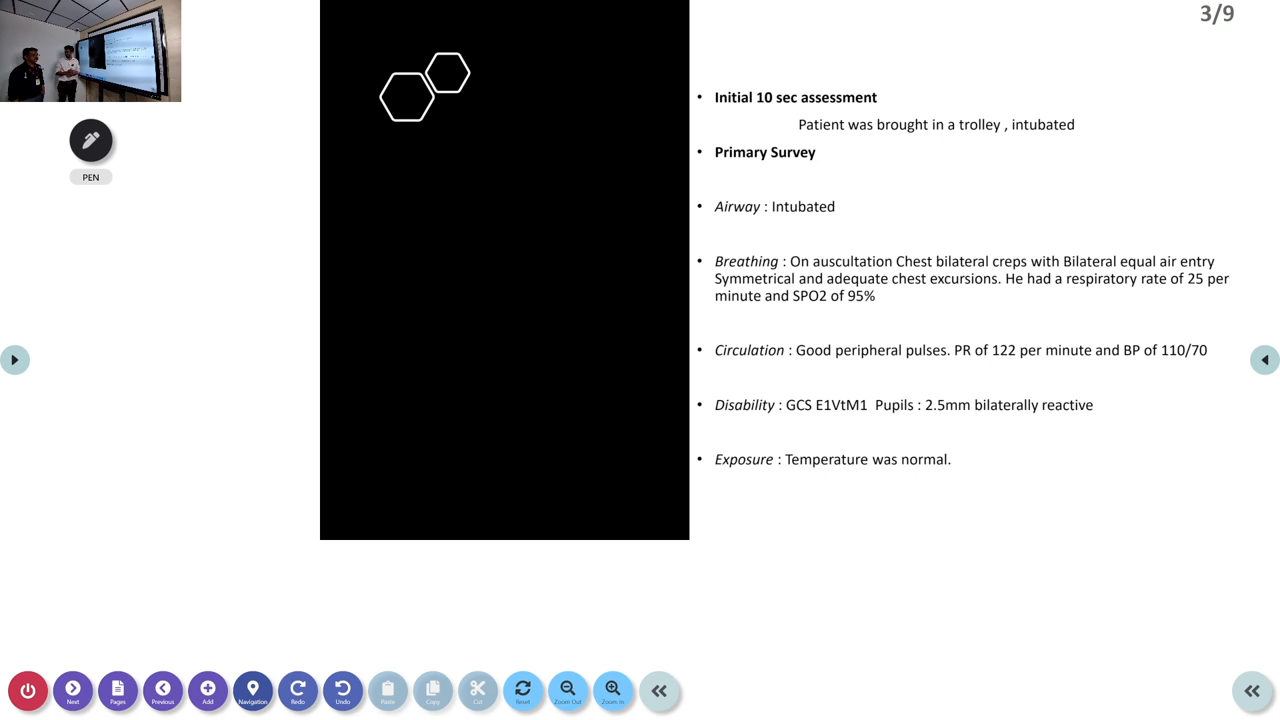 3/9
• Initial 10 sec assessment
Patient was brought in a trolley , intubated
• Primary Survey
• Airway : Intubated
• Breathing : On auscultation Chest bilateral creps with Bilateral equal air entry
Symmetrical and adequate chest excursions. He had a respiratory rate of 25 per
minute and SPO2 of 95%
• Circulation : Good peripheral pulses. PR of 122 per minute and BP of 110/70
• Disability : GCS E1VtM1 Pupils : 2.5mm bilaterally reactive
• Exposure : Temperature was normal.
PEN
Next
Pages
Previous
Add
Navigation
Redo
Undo
Paste
Copy
Cut
Reset
Zoom Out
Zoom In